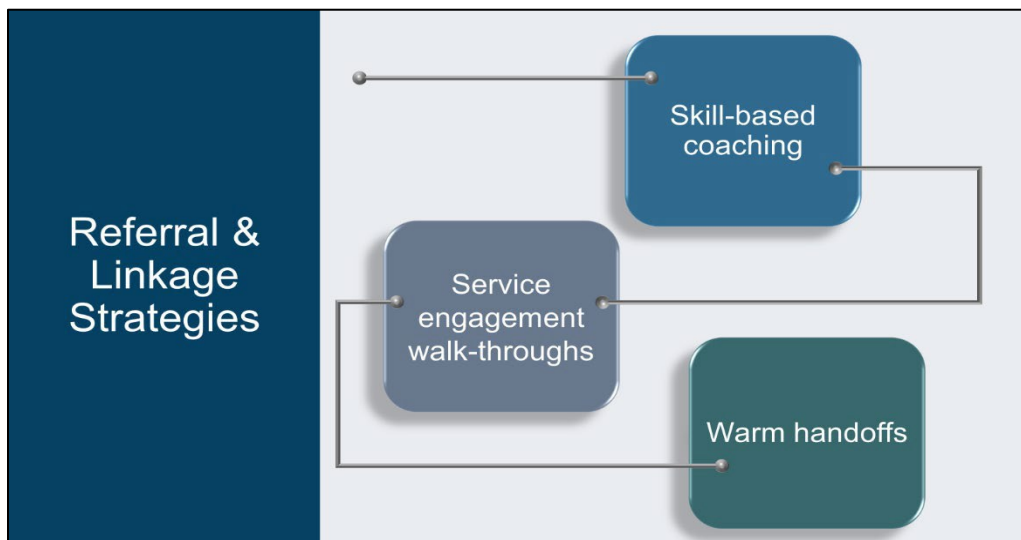 Referral &
Linkage
Strategies
Skill-based
coaching
Service
engagement
walk-throughs
Warm handoffs